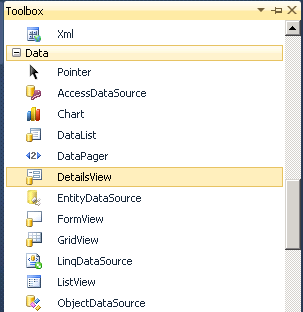 Toolbox
Xml
Data
Pointer
AccessDataSource
Chart
DataList
DataPager
DetailsView
EntityDataSource
FormView
GridView
LinqDataSource
ListView
ObjectDataSource